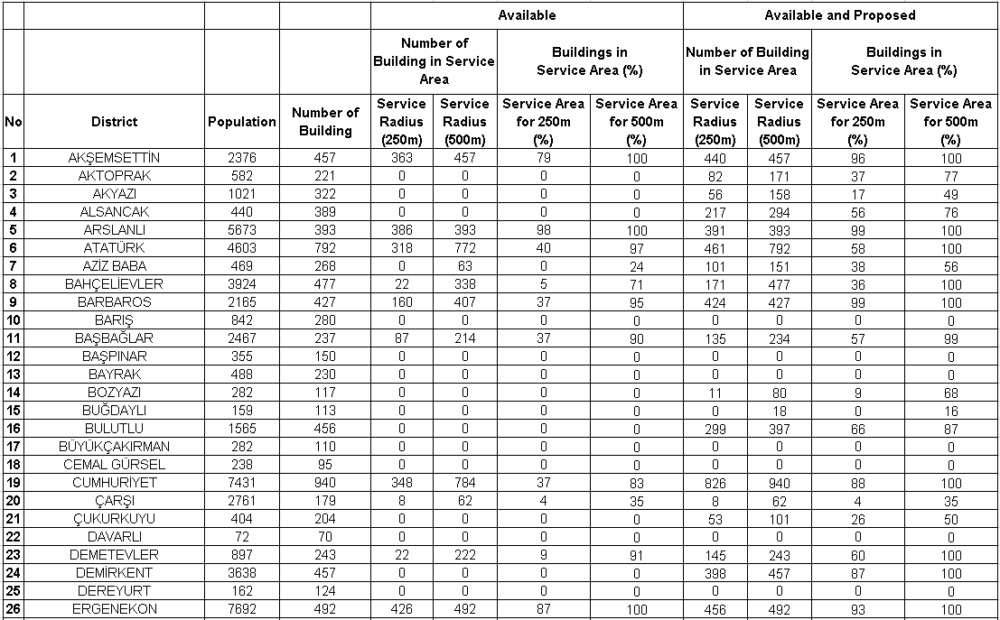 Available Available and Proposed
Number of Building in Service Area Buildings in Service Area (%) Number of Building in Service Area Buildings in Service Area (%)
No District Population Number of Building Service Radius (250m) Service Radius (500m) Service Area for 250m (%) Service Area for 500m (%) Service Radius (250m) Service Radius (500m) Service Area for 250m (%) Service Area for 500m (%)
1 AKŞEMSETTİN 2376 457 363 457 79 100 440 457 96 100
2 AKTOPRAK 582 221 0 0 0 0 82 171 37 77
3 AKYAZI 1021 322 0 0 0 0 56 158 17 49
4 ALSANCAK 440 389 0 0 0 0 217 294 56 76
5 ARSLANLI 5673 393 386 393 98 100 391 393 99 100
6 ATATÜRK 4603 792 318 772 40 97 461 792 58 100
7 AZİZ BABA 469 268 0 63 0 24 101 151 38 56
8 BAHÇELİEVLER 3924 477 22 338 5 71 171 477 36 100
9 BARBAROS 2165 427 160 407 37 95 424 427 99 100
10 BARIŞ 842 280 0 0 0 0 0 0 0 0
11 BAŞBAĞLAR 2467 237 87 214 37 90 135 234 57 99
12 BAŞPINAR 355 150 0 0 0 0 0 0 0 0
13 BAYRAK 488 230 0 0 0 0 0 0 0 0
14 BOZYAZI 282 117 0 0 0 0 11 80 9 68
15 BUĞDAYLI 159 113 0 0 0 0 0 18 0 16
16 BULUTLU 1565 456 0 0 0 0 299 397 66 87
17 BÜYÜKÇAKIRMAN 282 110 0 0 0 0 0 0 0 0
18 CEMAL GÜRSEL 238 95 0 0 0 0 0 0 0 0
19 CUMHURİYET 7431 940 348 784 37 83 826 940 88 100
20 ÇARŞI 2761 179 8 62 4 35 8 62 4 35
21 ÇUKURKUYU 404 204 0 0 0 0 53 101 26 50
22 DAVARLI 72 70 0 0 0 0 0 0 0 0
23 DEMETEVLER 897 243 22 222 9 91 145 243 60 100
24 DEMİRKENT 3638 457 0 0 0 0 398 457 87 100
25 DEREYURT 162 124 0 0 0 0 0 0 0 0
26 ERGENEKON 7692 492 426 492 87 100 456 492 93 100